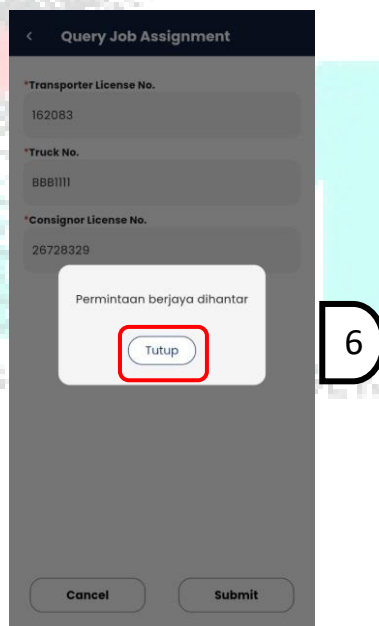 < Query Job Assignment
*Transporter License No.
162083
*Truck No.
BBB1111
*Consignor License No.
26728329
Permintaan berjaya dihantar
Tutup
6
Cancel Submit